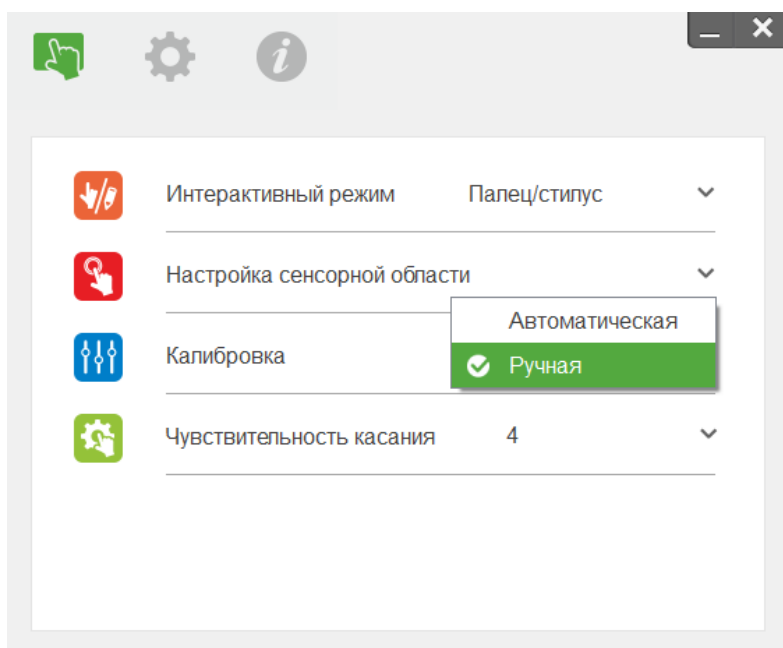 Интерактивный режим Палец/стилус
Настройка сенсорной области
Автоматическая
Калибровка
Ручная
Чувствительность касания 4